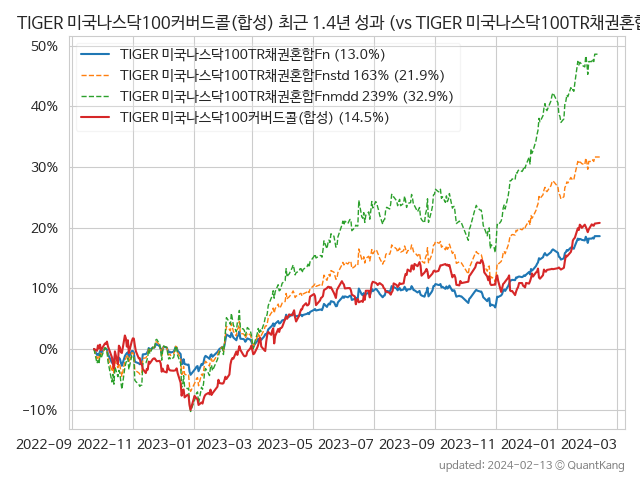 TIGER 미국나스닥100커버드콜(합성) 최근 1.4년 성과 (vs TIGER 미국나스닥100TR채권혼합
50%
TIGER 미국나스닥100TR채권혼합Fn (13.0%)
TIGER 미국나스닥100TR채권혼합Fnstd 163% (21.9%)
TIGER 미국나스닥100TR채권혼합Fnmdd 239% (32.9%)
TIGER 미국나스닥100커버드콜(합성) (14.5%)
40%
30%
20%
10%
0%
−10%
2022-09 2022-11 2023-01 2023-03 2023-05 2023-07 2023-09 2023-11 2024-01 2024-03
updated: 2024-02-13 © QuantKang